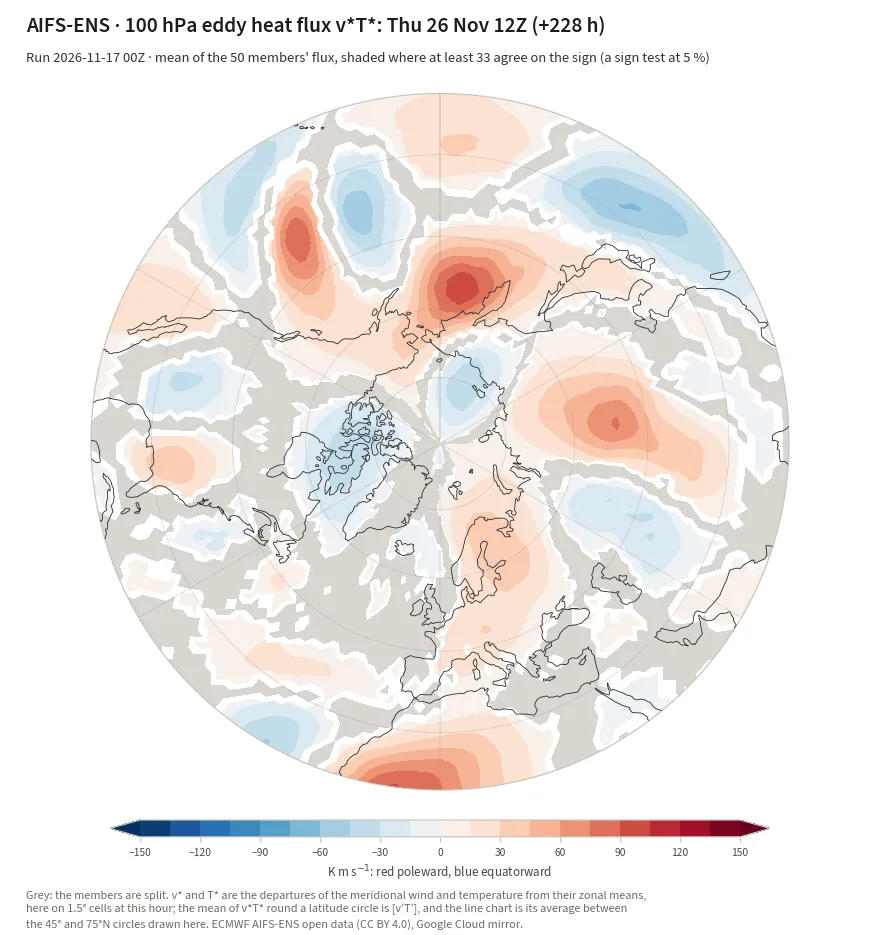 AIFS-ENS · 100 hPa eddy heat flux v*T*: Thu 26 Nov 12Z (+228 h)
Run 2026-11-17 00Z · mean of the 50 members' flux, shaded where at least 33 agree on the sign (a sign test at 5 %)
−150 −120 −90 −60 −30 0 30 60 90 120 150
K m s⁻¹: red poleward, blue equatorward
Grey: the members are split. v* and T* are the departures of the meridional wind and temperature from their zonal means,
here on 1.5° cells at this hour; the mean of v*T* round a latitude circle is [v′T′], and the line chart is its average between
the 45° and 75°N circles drawn here. ECMWF AIFS-ENS open data (CC BY 4.0), Google Cloud mirror.